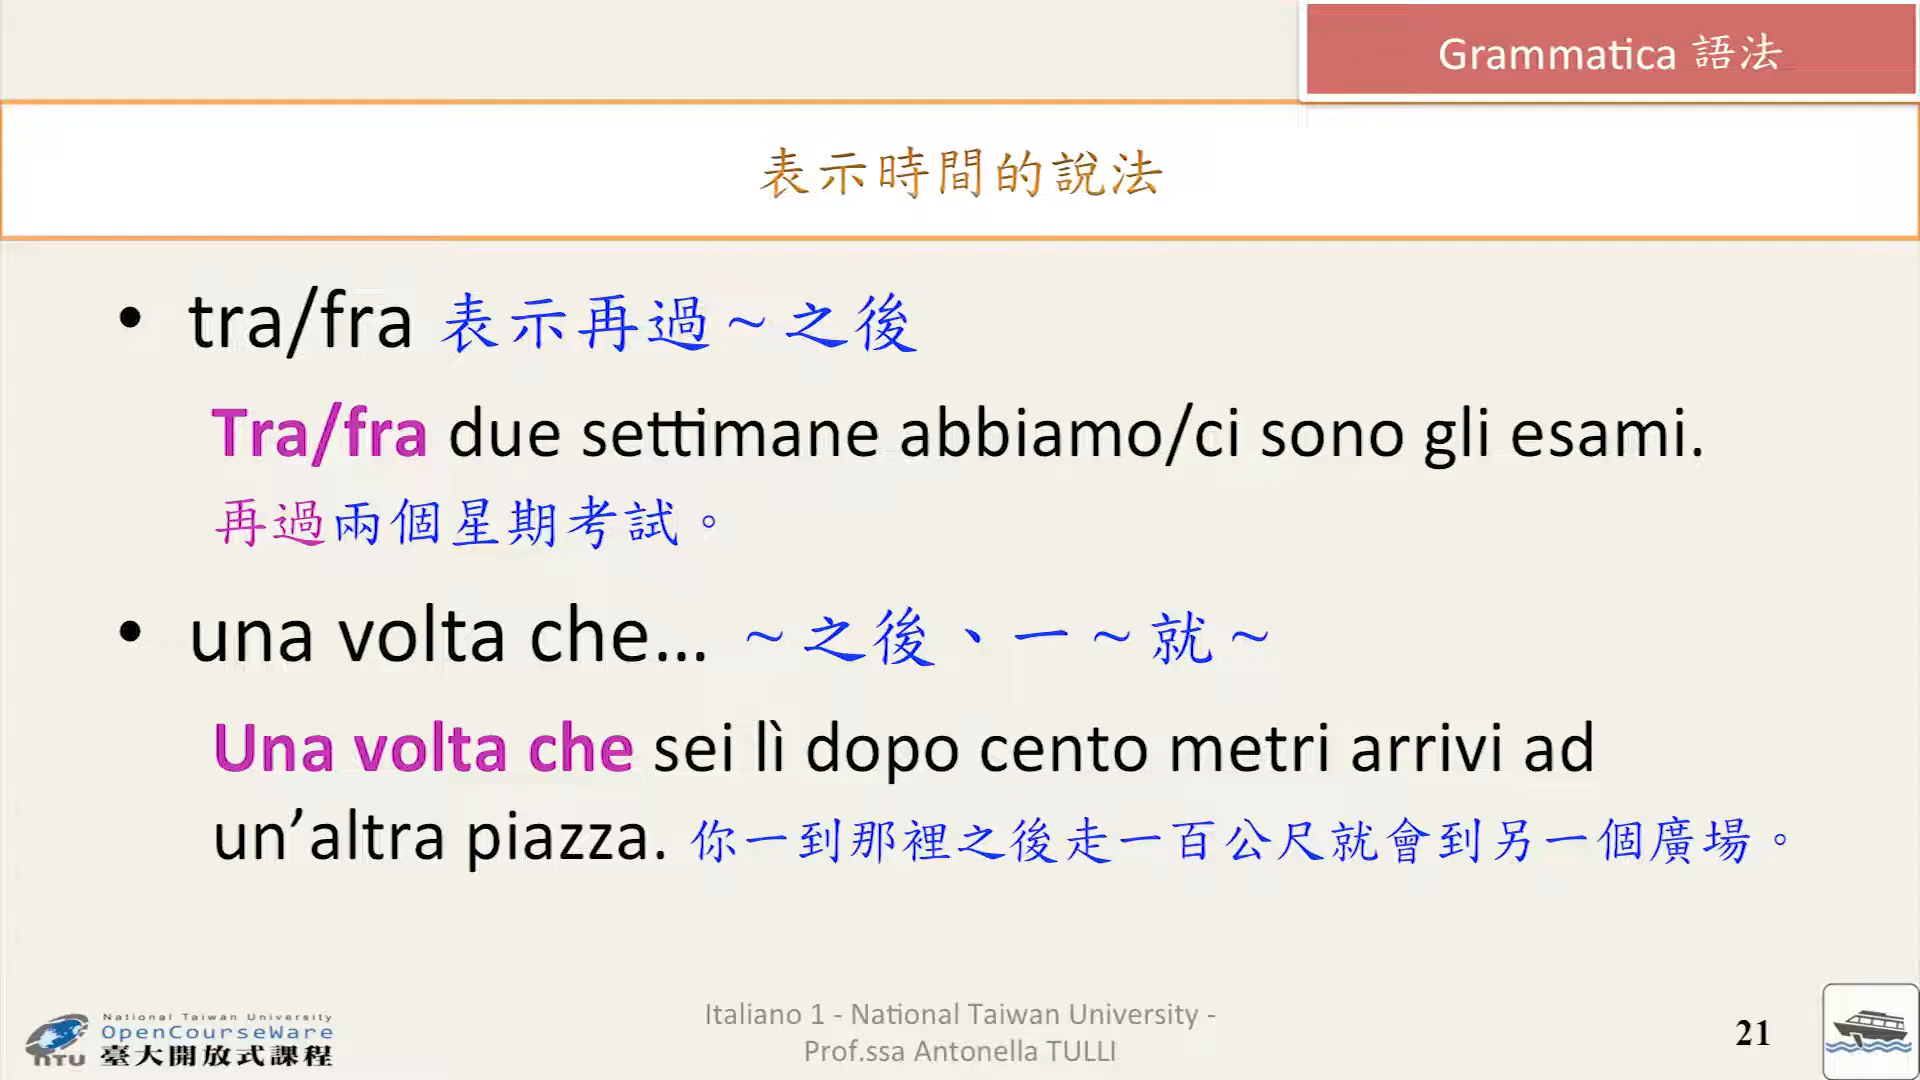 Grammatica 語法
表示時間的說法
• tra/fra 表示再過~之後
Tra/fra due settimane abbiamo/ci sono gli esami.
再過兩個星期考試。
• una volta che... ~之後、一~就~
Una volta che sei lì dopo cento metri arrivi ad
un’altra piazza. 你一到那裡之後走一百公尺就會到另一個廣場。
National Taiwan University
OpenCourseWare
NTU 臺大開放式課程
Italiano 1 - National Taiwan University -
Prof.ssa Antonella TULLI
21